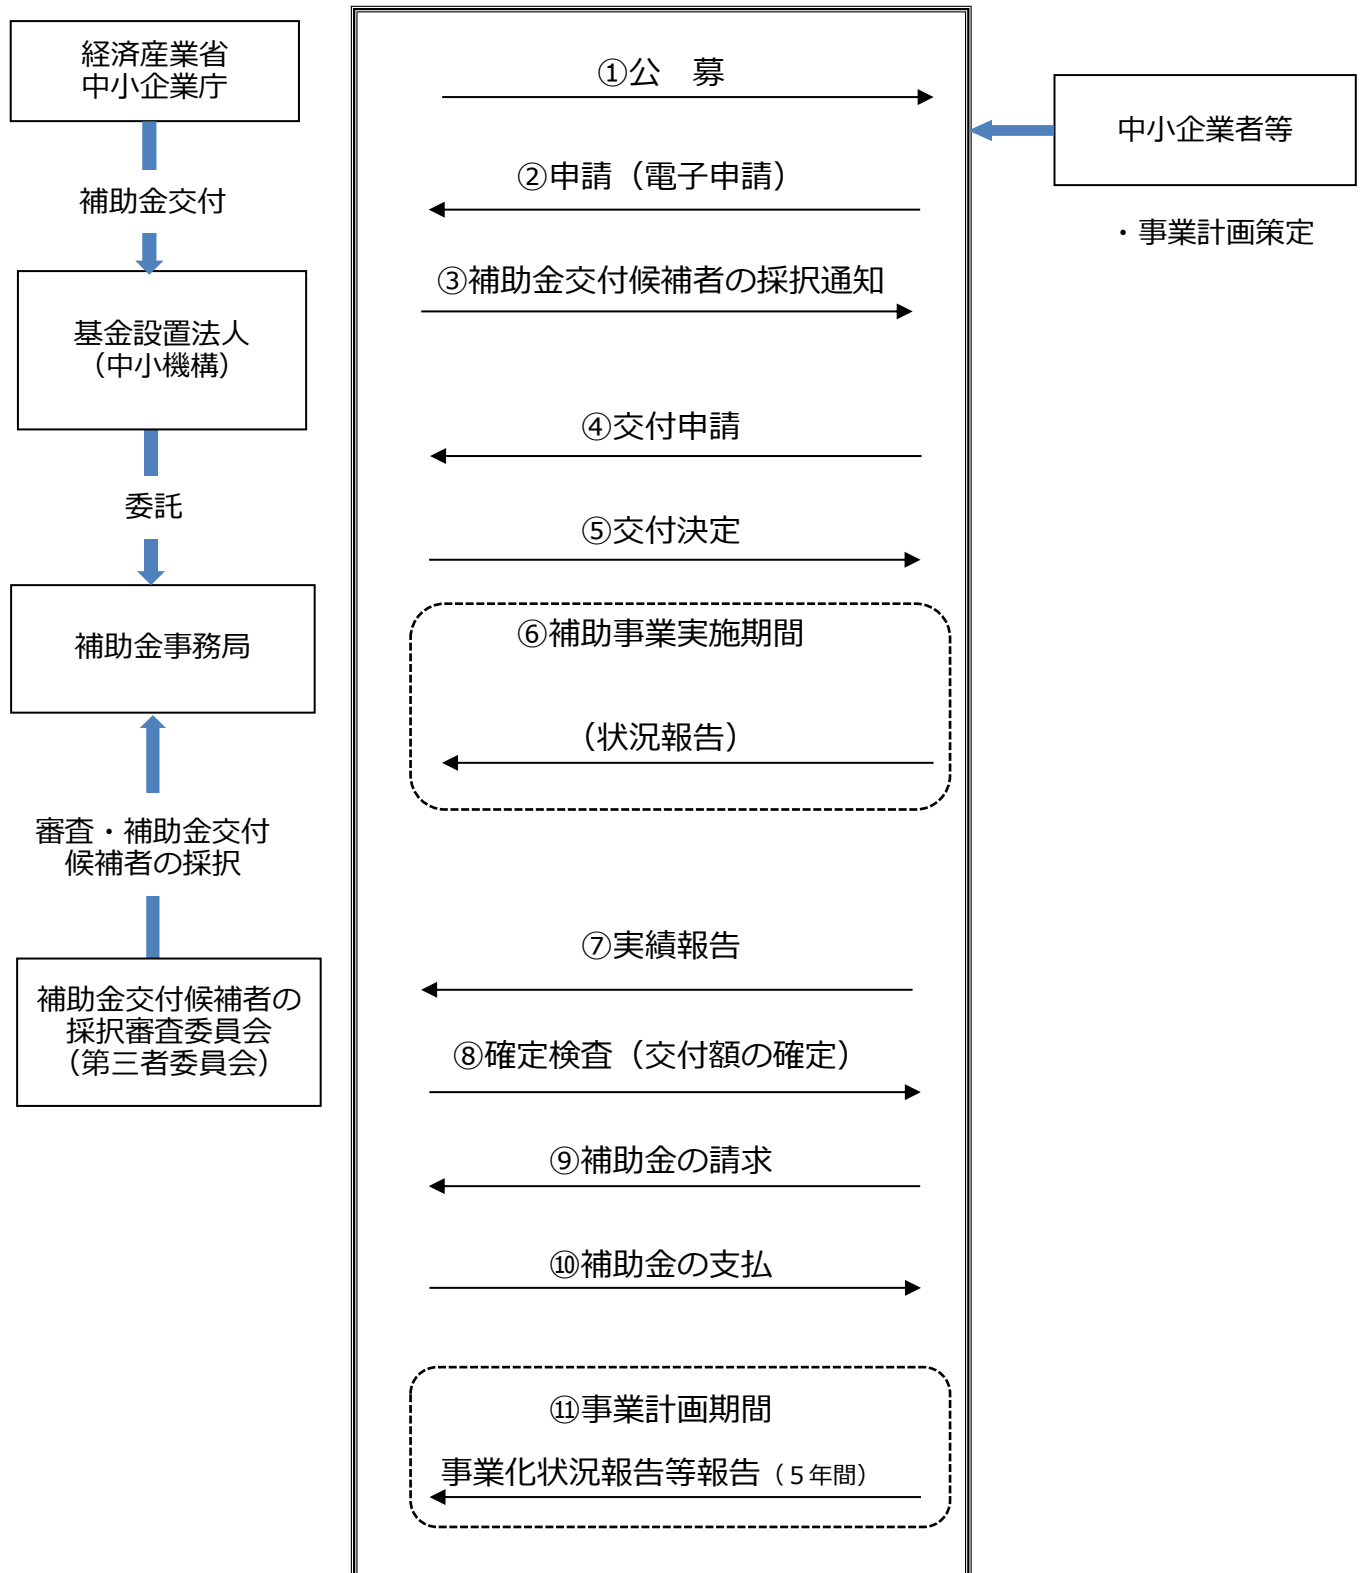 経済産業省
中小企業庁
補助金交付
基金設置法人
（中小機構）
委託
補助金事務局
審査・補助金交付
候補者の採択
補助金交付候補者の
採択審査委員会
（第三者委員会）
①公　募
②申請（電子申請）
③補助金交付候補者の採択通知
④交付申請
⑤交付決定
⑥補助事業実施期間
（状況報告）
⑦実績報告
⑧確定検査（交付額の確定）
⑨補助金の請求
⑩補助金の支払
⑪事業計画期間
事業化状況報告等報告（５年間）
中小企業者等
・事業計画策定